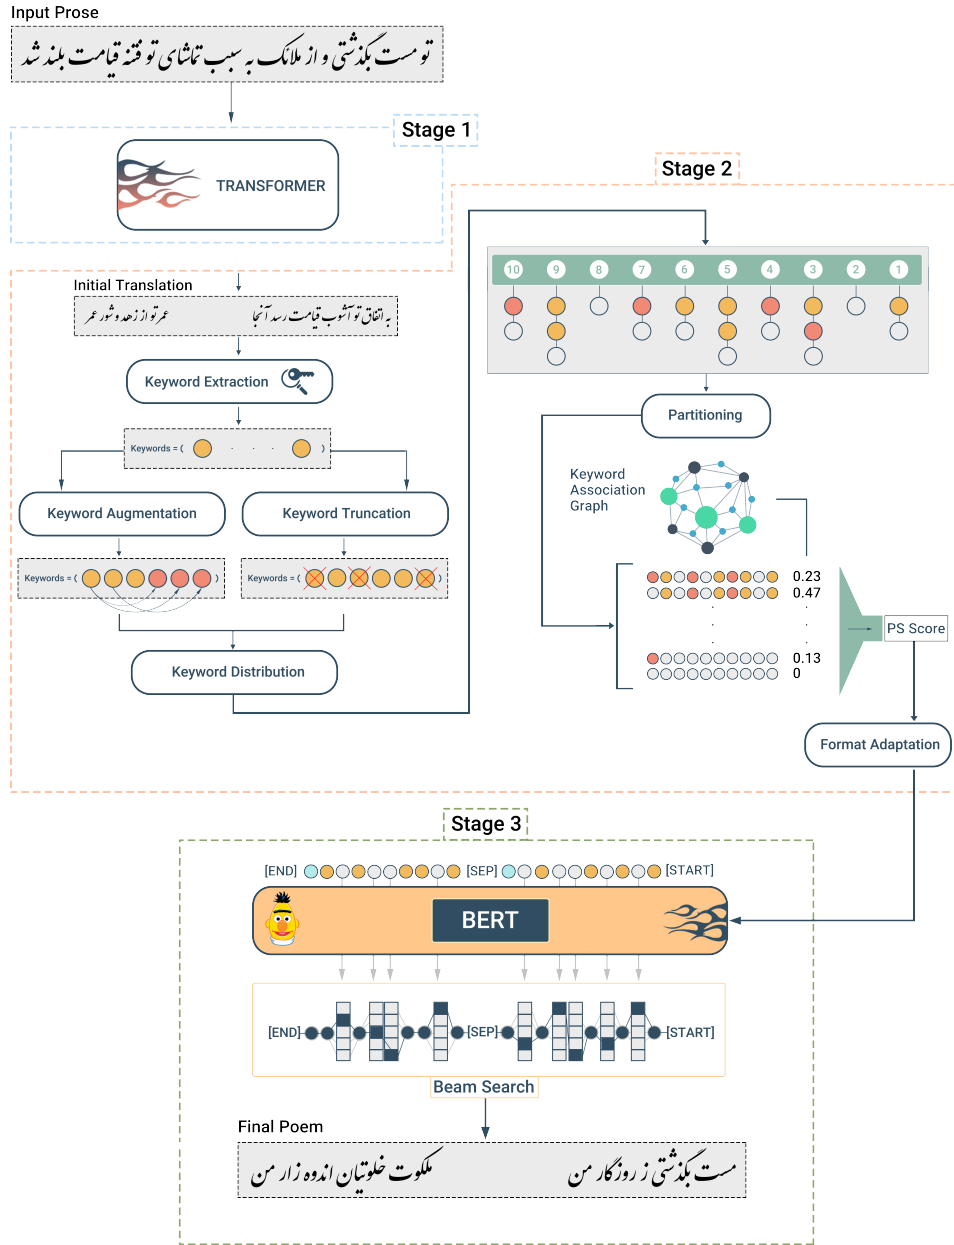 Input Prose
تو مست بگذشتی و از ملائک به سبب تماشای تو فتنه قیامت بلند شد
Stage 1
TRANSFORMER
Stage 2
Initial Translation
به اتفاق تو آشوب قیامت رسد آنجا عمر تو از زهد و شور عمر
Keyword Extraction
Keywords = ( . . . )
Keyword Augmentation
Keyword Truncation
Keywords = ( )
Keywords = ( )
Keyword Distribution
10 9 8 7 6 5 4 3 2 1
Partitioning
Keyword
Association
Graph
0.23
0.47
. .
. .
. .
0.13
0
PS Score
Format Adaptation
Stage 3
[END] [SEP] [START]
BERT
[END] [SEP] [START]
Beam Search
Final Poem
مست بگذشتی ز روزگار من ملکوت خلوتیان اندوه زار من